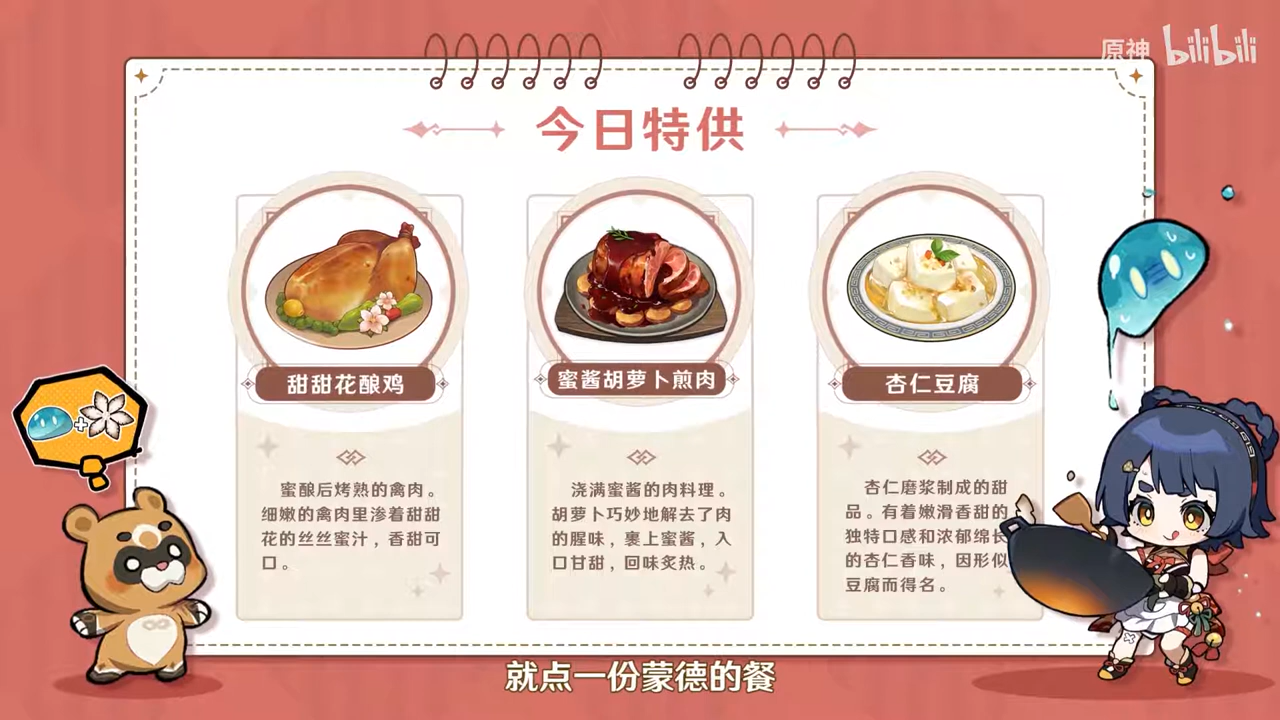 原神 bilibili
今日特供
甜甜花酿鸡
蜜酱胡萝卜煎肉
杏仁豆腐
蜜酿后烤熟的禽肉。
细嫩的禽肉里渗着甜甜
花的丝丝蜜汁，香甜可
口。
浇满蜜酱的肉料理。
胡萝卜巧妙地解去了肉
的腥味，裹上蜜酱，入
口甘甜，回味炙热。
杏仁磨浆制成的甜
品。有着嫩滑香甜的
独特口感和浓郁绵长
的杏仁香味，因形似
豆腐而得名。
+
就点一份蒙德的餐